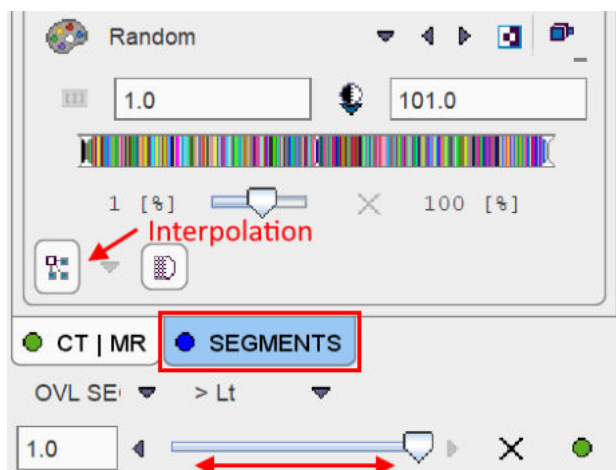 Random
1.0 101.0
1 [%] 100 [%]
Interpolation
CT | MR SEGMENTS
OVL SE > Lt
1.0